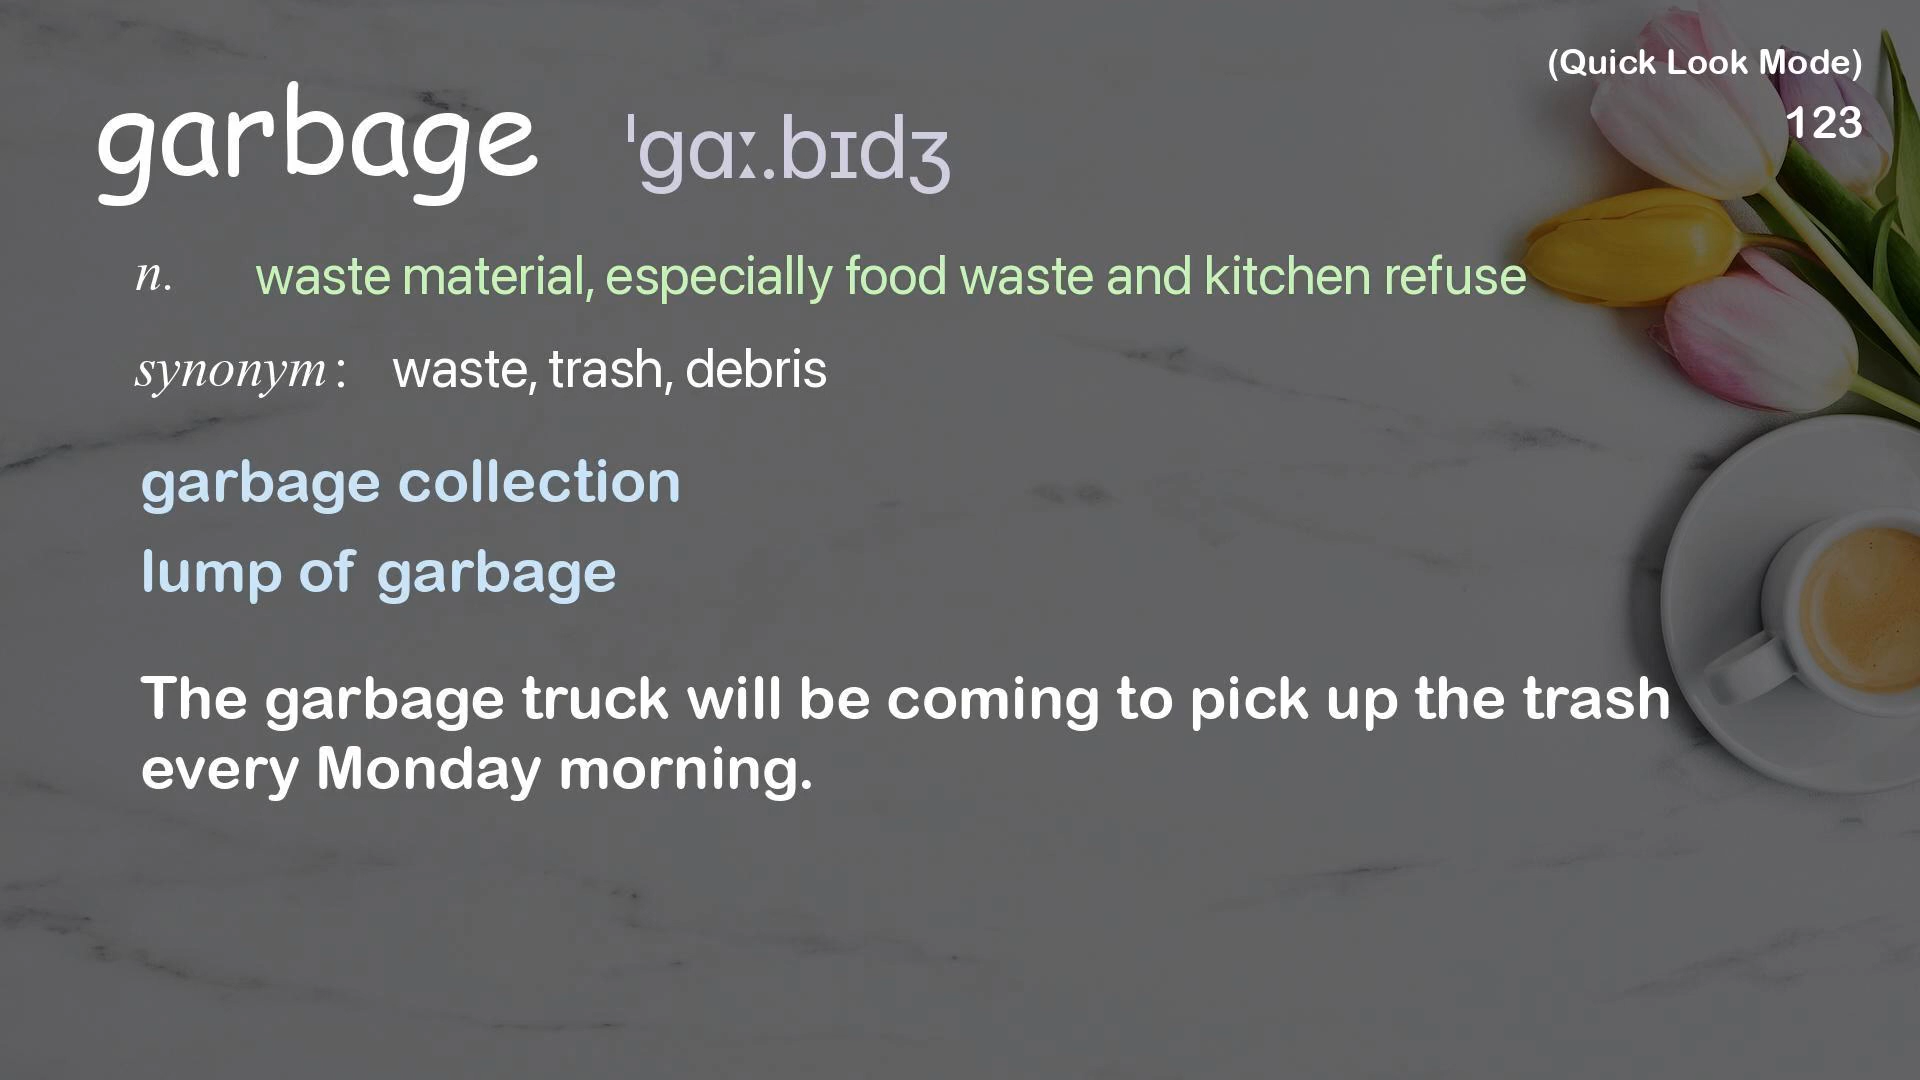 (Quick Look Mode)
123
garbage ˈɡɑː.bɪdʒ
n. waste material, especially food waste and kitchen refuse
synonym: waste, trash, debris
garbage collection
lump of garbage
The garbage truck will be coming to pick up the trash
every Monday morning.